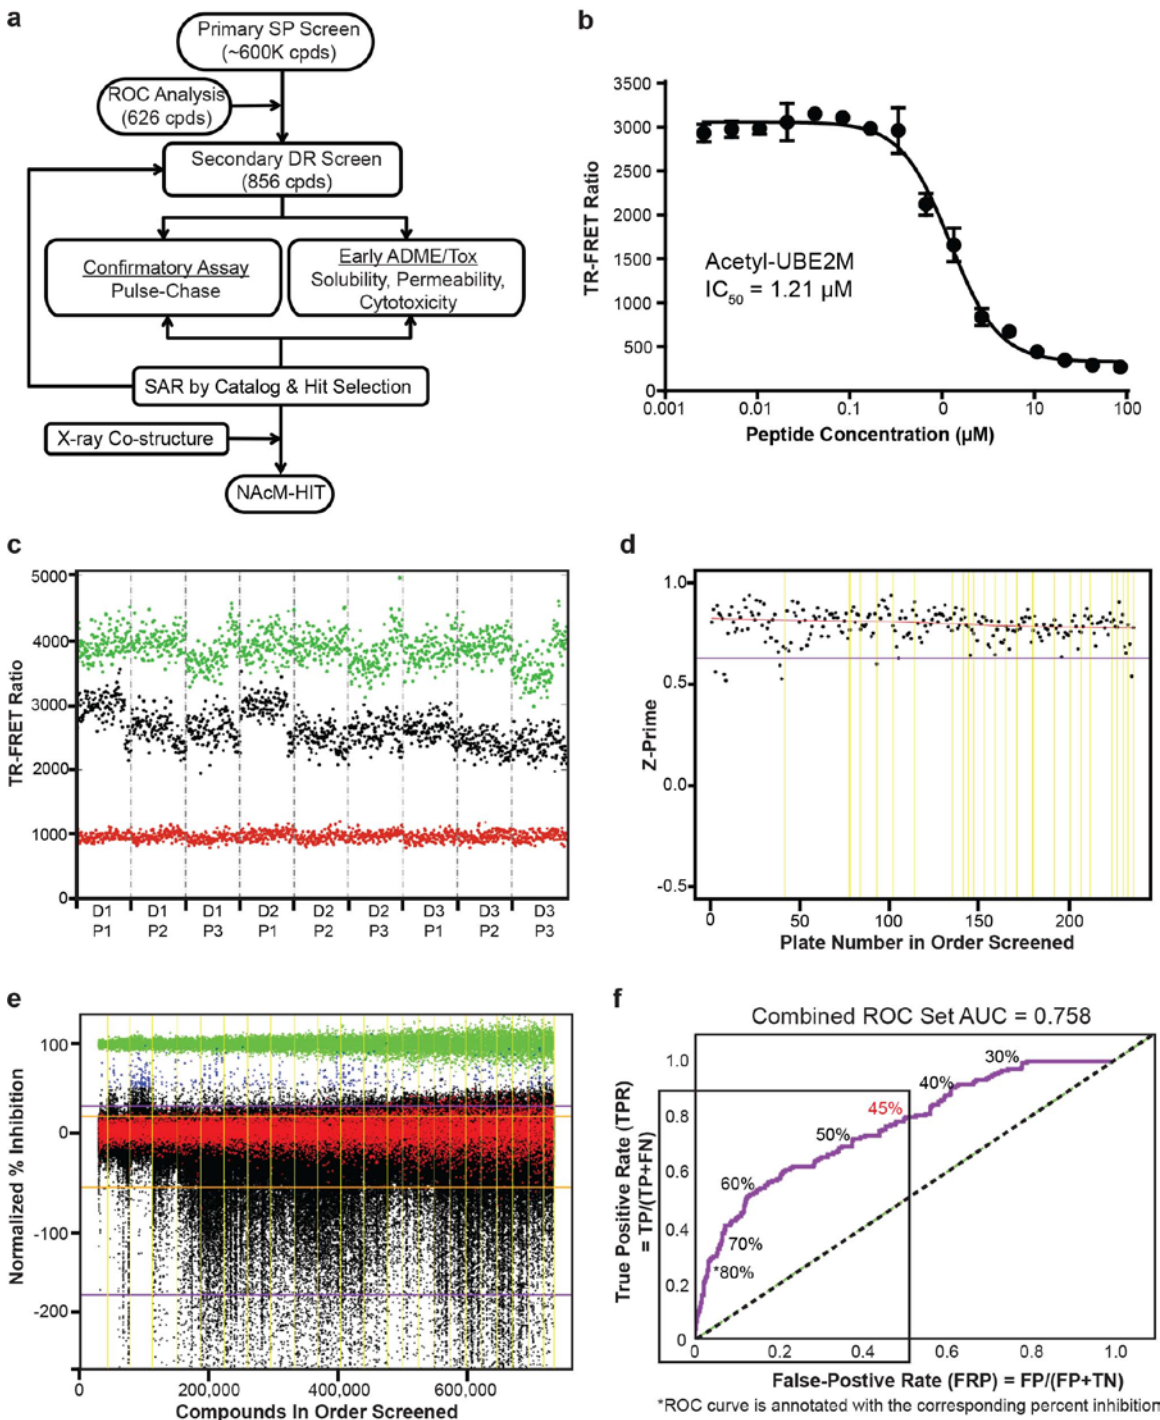 a
Primary SP Screen
(~600K cpds)
ROC Analysis
(626 cpds)
Secondary DR Screen
(856 cpds)
Confirmatory Assay
Pulse-Chase
Early ADME/Tox
Solubility, Permeability,
Cytotoxicity
SAR by Catalog & Hit Selection
X-ray Co-structure
NAcM-HIT
b
3500
3000
2500
2000
1500
1000
500
0
TR-FRET Ratio
Acetyl-UBE2M
IC50 = 1.21 µM
0.001 0.01 0.1 0 10 100
Peptide Concentration (µM)
c
5000
4000
3000
2000
1000
0
TR-FRET Ratio
D1 D1 D1 D2 D2 D2 D3 D3 D3
P1 P2 P3 P1 P2 P3 P1 P2 P3
d
1.0
0.5
0.0
-0.5
Z-Prime
0 50 100 150 200
Plate Number in Order Screened
e
100
0
-100
-200
Normalized % Inhibition
0 200,000 400,000 600,000
Compounds In Order Screened
f
Combined ROC Set AUC = 0.758
1.0
0.8
0.6
0.4
0.2
0
True Positive Rate (TPR)
= TP/(TP+FN)
30%
40%
45%
50%
60%
70%
*80%
0 0.2 0.4 0.6 0.8 1.0
False-Postive Rate (FRP) = FP/(FP+TN)
*ROC curve is annotated with the corresponding percent inhibition